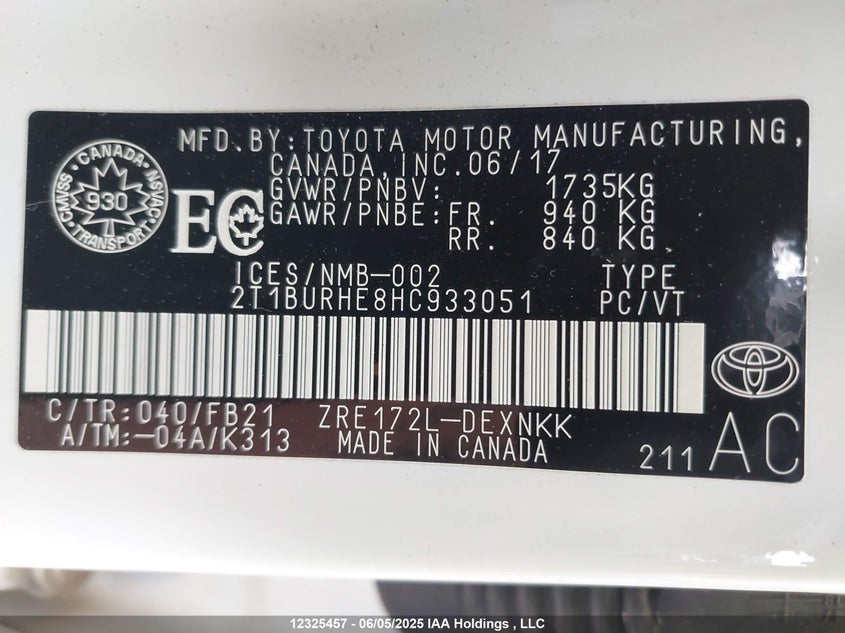 MFD.BY:TOYOTA MOTOR MANUFACTURING,
CANADA,INC.06/17
GVWR/PNBV: 1735KG
GAWR/PNBE:FR. 940 KG
RR. 840 KG
CANADA
CMVSS 930 NSVAC
TRANSPORT
EC
ICES/NMB-002 TYPE
2T1BURHE8HC933051 PC/VT
C/TR:040/FB21 ZRE172L-DEXNKK
A/TM:-04A/K313 MADE IN CANADA
211 AC
12325457 - 06/05/2025 IAA Holdings , LLC